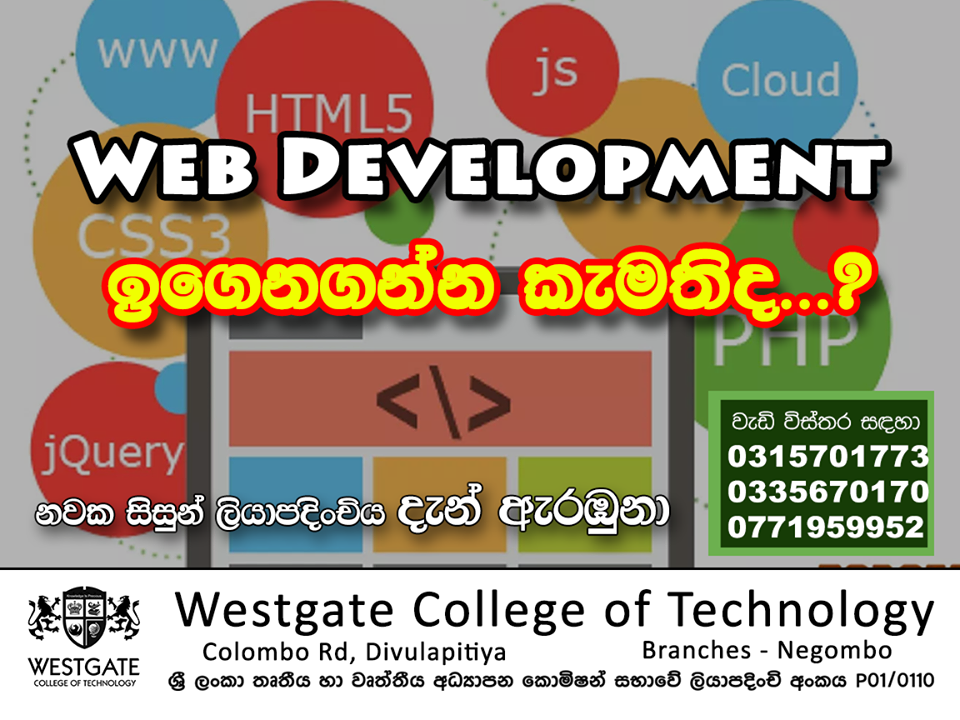 www
HTML5
js
Cloud
WEB DEVELOPMENT
CSS3
ඉගෙනගන්න කැමතිද...?
PHP
<\>
jQuery
වැඩි විස්තර සඳහා
0315701773
0335670170
0771959952
නවක සිසුන් ලියාපදිංචිය දැන් ඇරඹුනා
Westgate College of Technology
Colombo Rd, Divulapitiya
Branches - Negombo
ශ්‍රී ලංකා තෘතීය හා වෘත්තීය අධ්‍යාපන කොමිෂන් සභාවේ ලියාපදිංචි අංකය P01/0110
WESTGATE
COLLEGE OF TECHNOLOGY